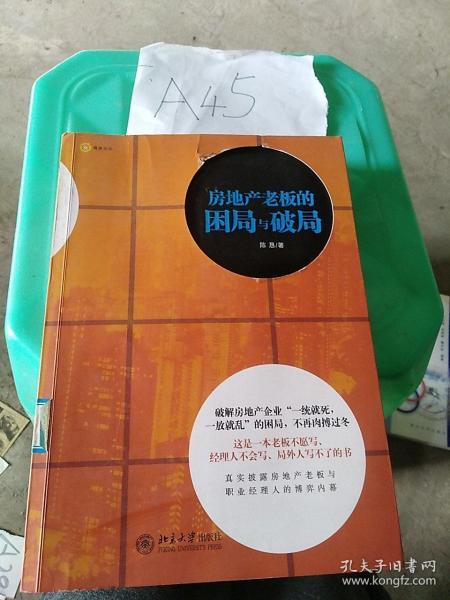 A45
房地产老板的
困局与破局
陈恳/著
破解房地产企业“一统就死，
一放就乱”的困局，不再肉搏过冬
这是一本老板不愿写、
经理人不会写、局外人写不了的书
真实披露房地产老板与
职业经理人的博弈内幕
北京大学出版社
PEKING UNIVERSITY PRESS
孔夫子旧书网
www.kongfz.com